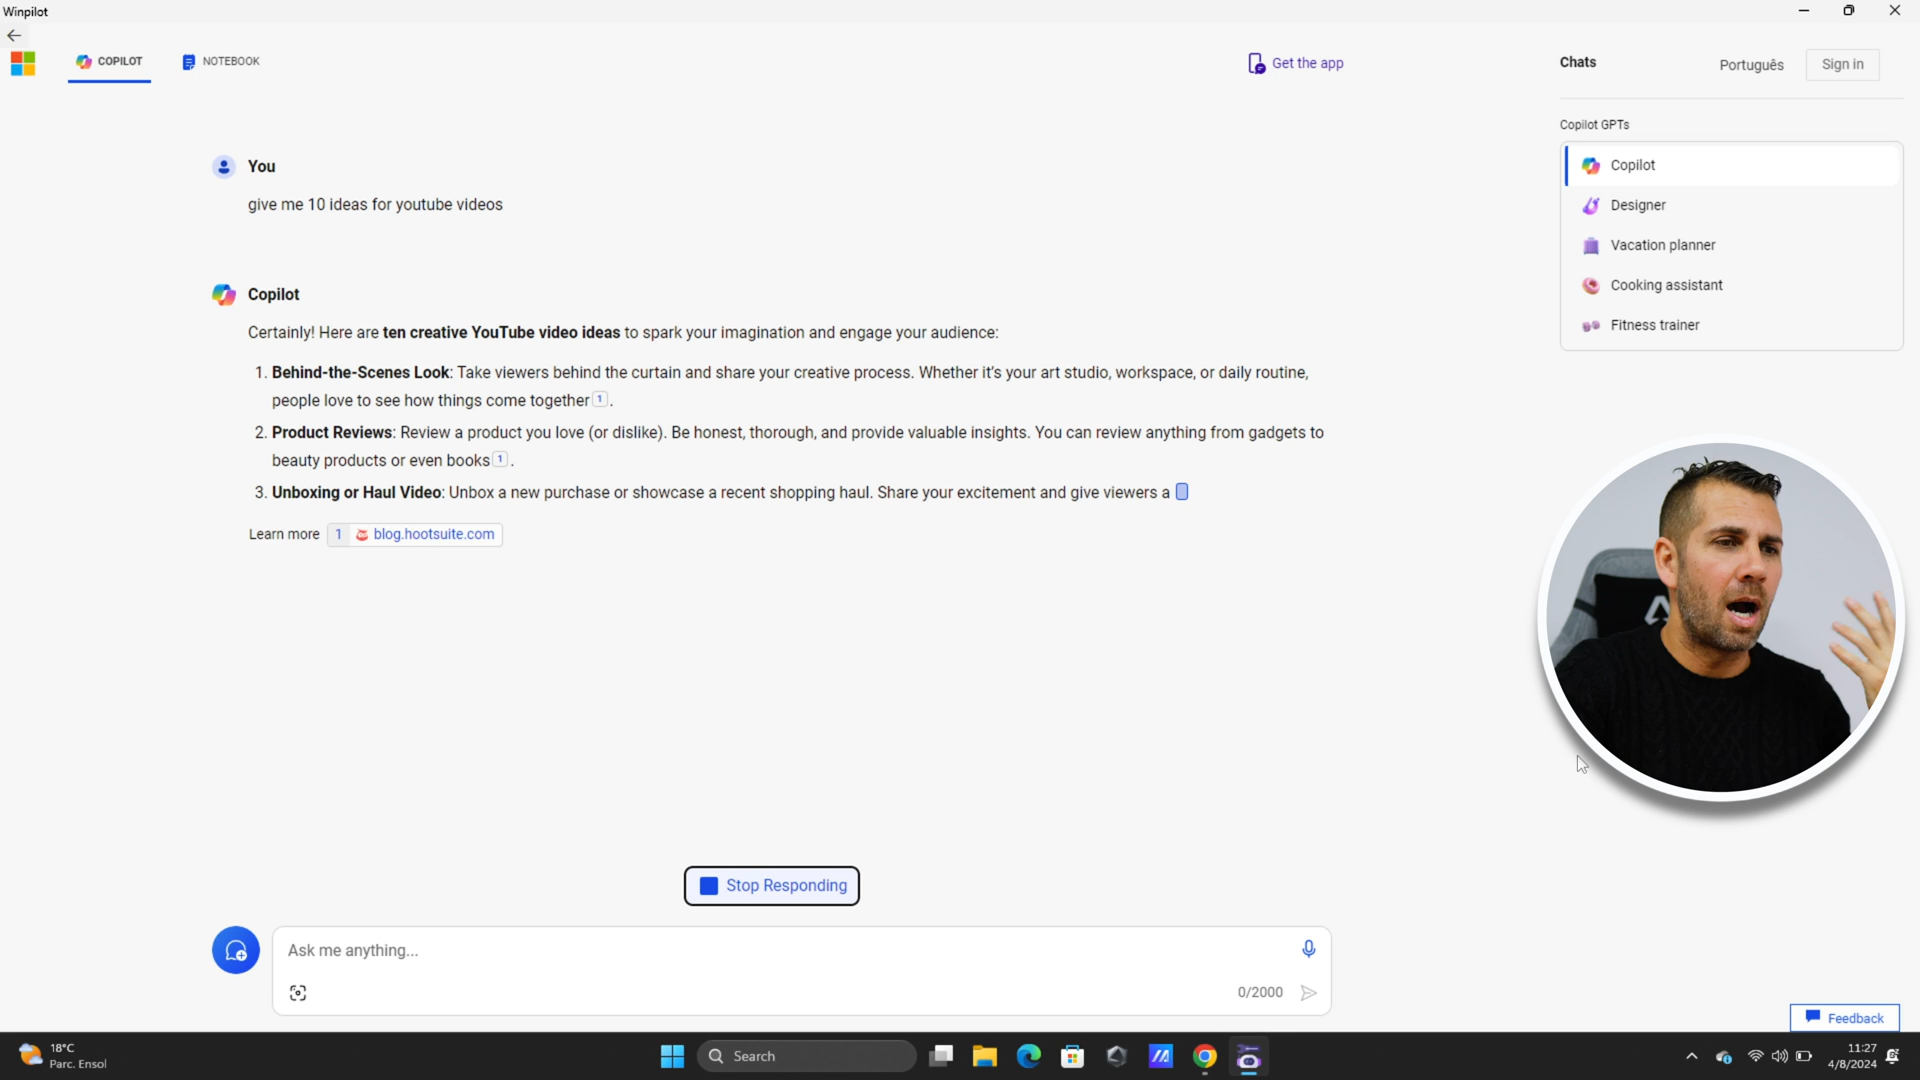 Winpilot
COPILOT
NOTEBOOK
Get the app
Chats
Português
Sign in
Copilot GPTs
Copilot
Designer
Vacation planner
Cooking assistant
Fitness trainer
You
give me 10 ideas for youtube videos
Copilot
Certainly! Here are ten creative YouTube video ideas to spark your imagination and engage your audience:
1. Behind-the-Scenes Look: Take viewers behind the curtain and share your creative process. Whether it's your art studio, workspace, or daily routine,
people love to see how things come together 1 .
2. Product Reviews: Review a product you love (or dislike). Be honest, thorough, and provide valuable insights. You can review anything from gadgets to
beauty products or even books 1 .
3. Unboxing or Haul Video: Unbox a new purchase or showcase a recent shopping haul. Share your excitement and give viewers a
Learn more 1 blog.hootsuite.com
Stop Responding
Ask me anything...
0/2000
Feedback
18°C
Parc. Ensol
Search
11:27
4/8/2024